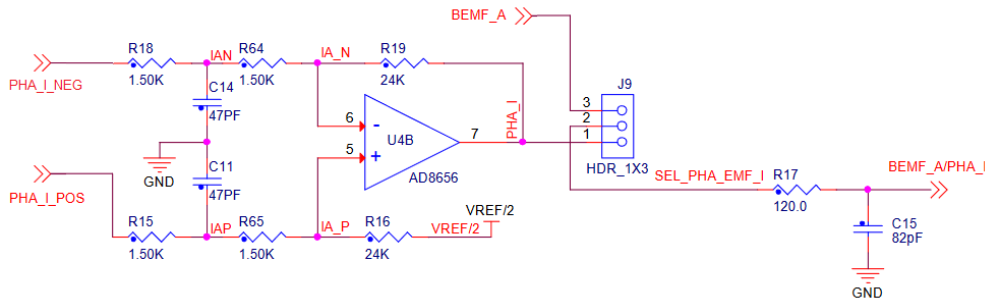 BEMF_A
R18
IAN
R64
IA_N
R19
1.50K
1.50K
24K
PHA_I_NEG
C14
47PF
J9
3
2
1
HDR_1X3
6
-
U4B
7
PHA_I
5
+
AD8656
GND
C11
47PF
PHA_I_POS
R15
IAP
R65
IA_P
R16
VREF/2
VREF/2
1.50K
1.50K
24K
SEL_PHA_EMF_I
R17
120.0
BEMF_A/PHA_I
C15
82pF
GND